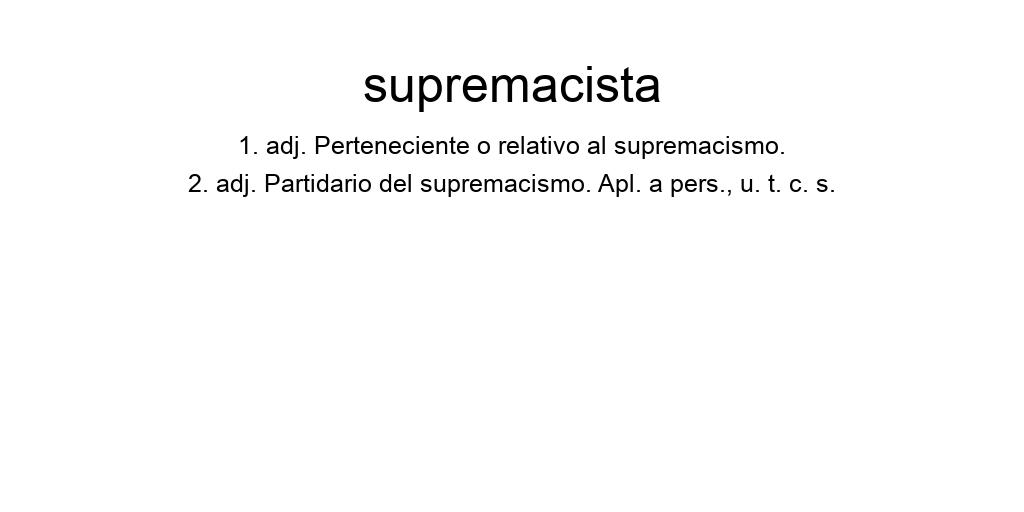 supremacista
1. adj. Perteneciente o relativo al supremacismo.
2. adj. Partidario del supremacismo. Apl. a pers., u. t. c. s.